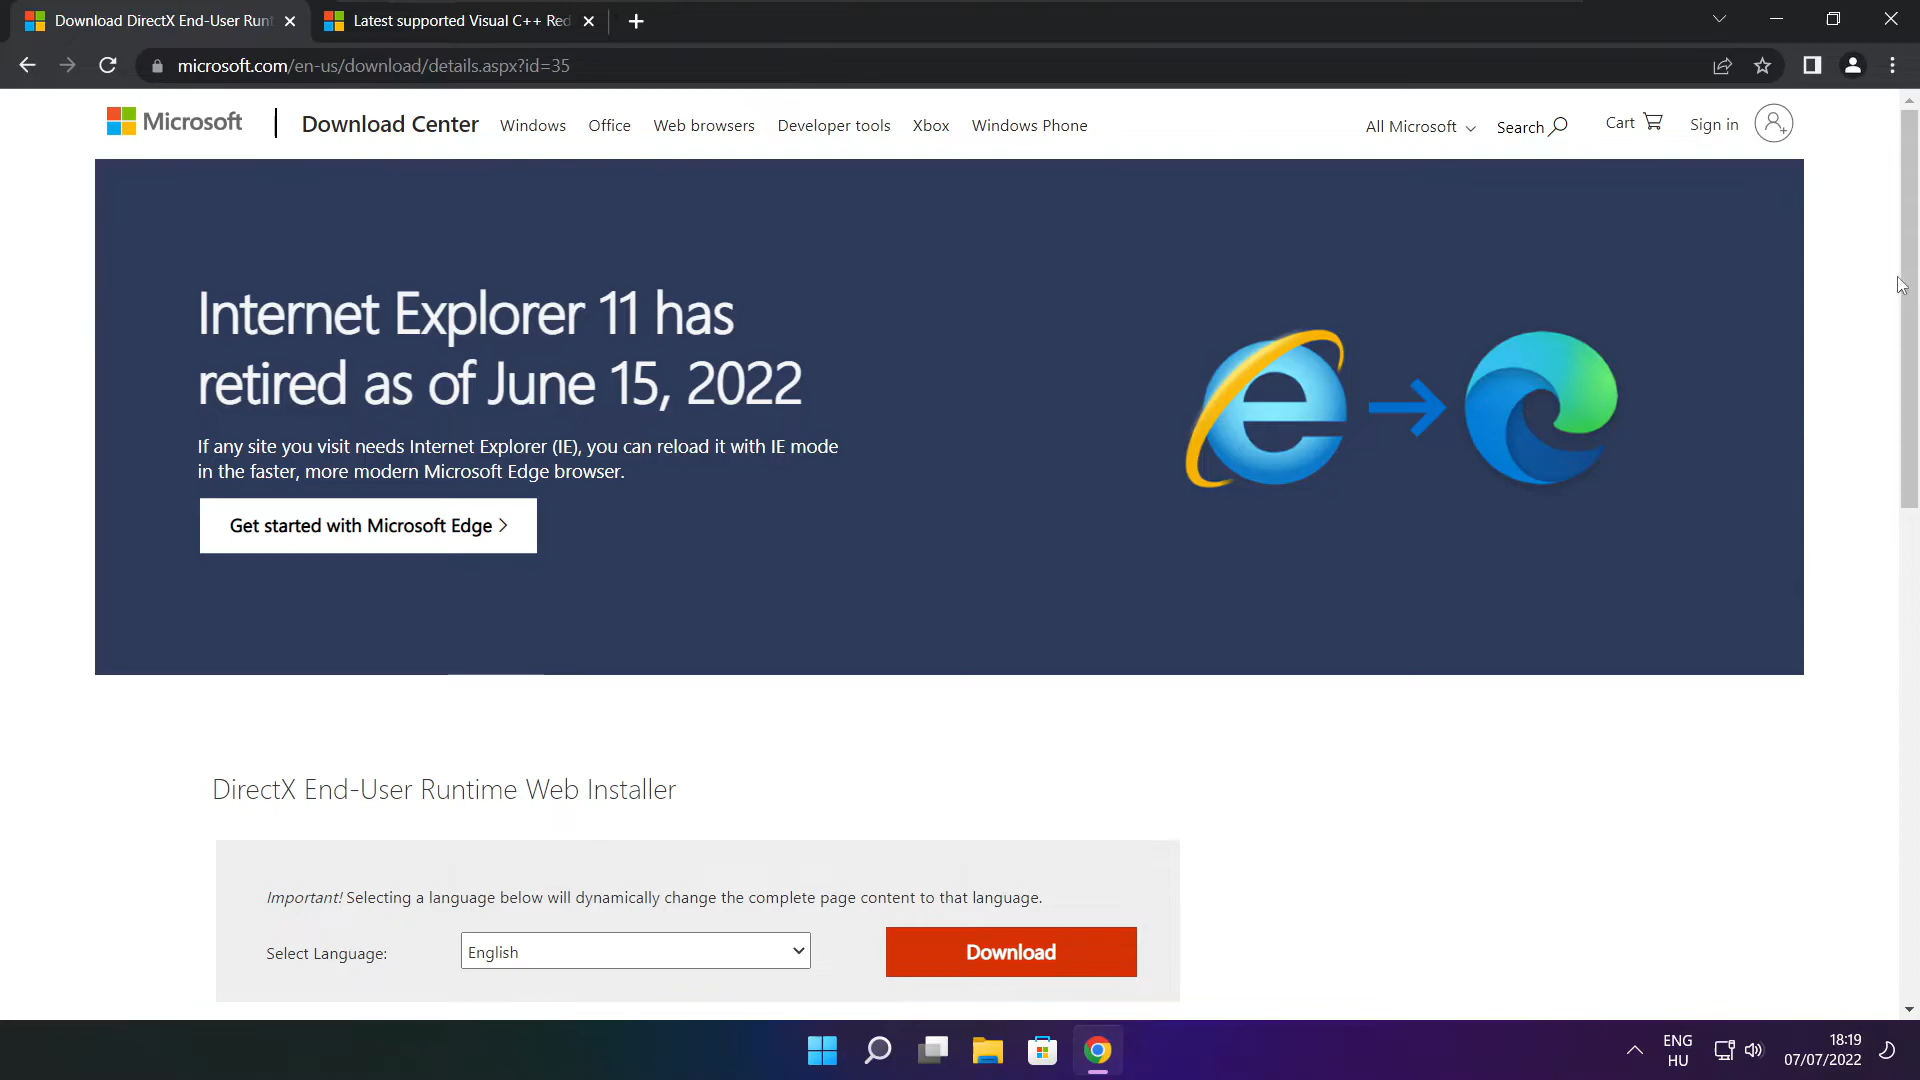 Download DirectX End-User Run
Latest supported Visual C++ Red
microsoft.com/en-us/download/details.aspx?id=35
Microsoft
Download Center
Windows
Office
Web browsers
Developer tools
Xbox
Windows Phone
All Microsoft
Search
Cart
Sign in
Internet Explorer 11 has
retired as of June 15, 2022
If any site you visit needs Internet Explorer (IE), you can reload it with IE mode
in the faster, more modern Microsoft Edge browser.
Get started with Microsoft Edge >
DirectX End-User Runtime Web Installer
Important! Selecting a language below will dynamically change the complete page content to that language.
Select Language:
English
Download
ENG
HU
18:19
07/07/2022